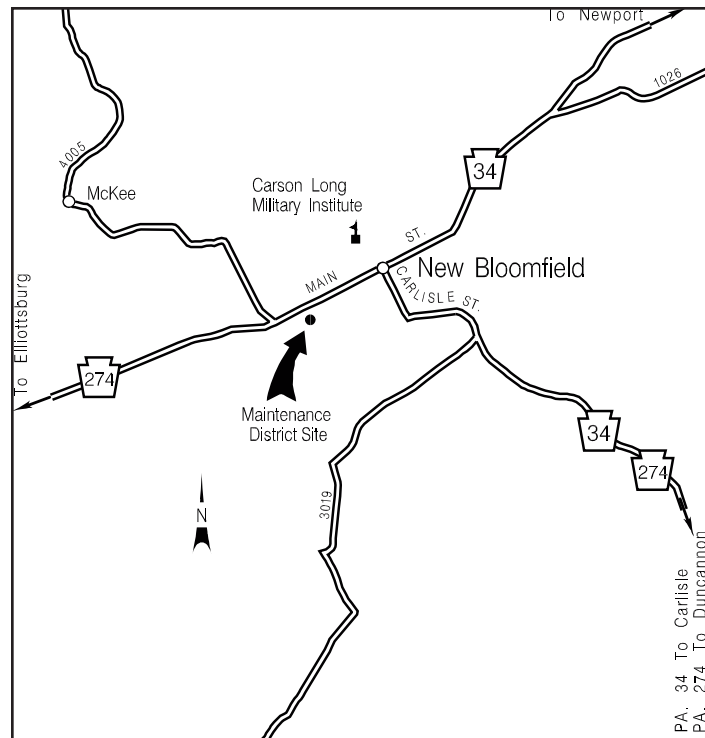 To Newport
1026
A005
34
McKee
Carson Long
Military Institute
ST.
New Bloomfield
MAIN
CARLISLE ST.
To Elliottsburg
274
Maintenance
District Site
34
274
3019
N
PA. 34 To Carlisle
PA. 274 To Duncannon